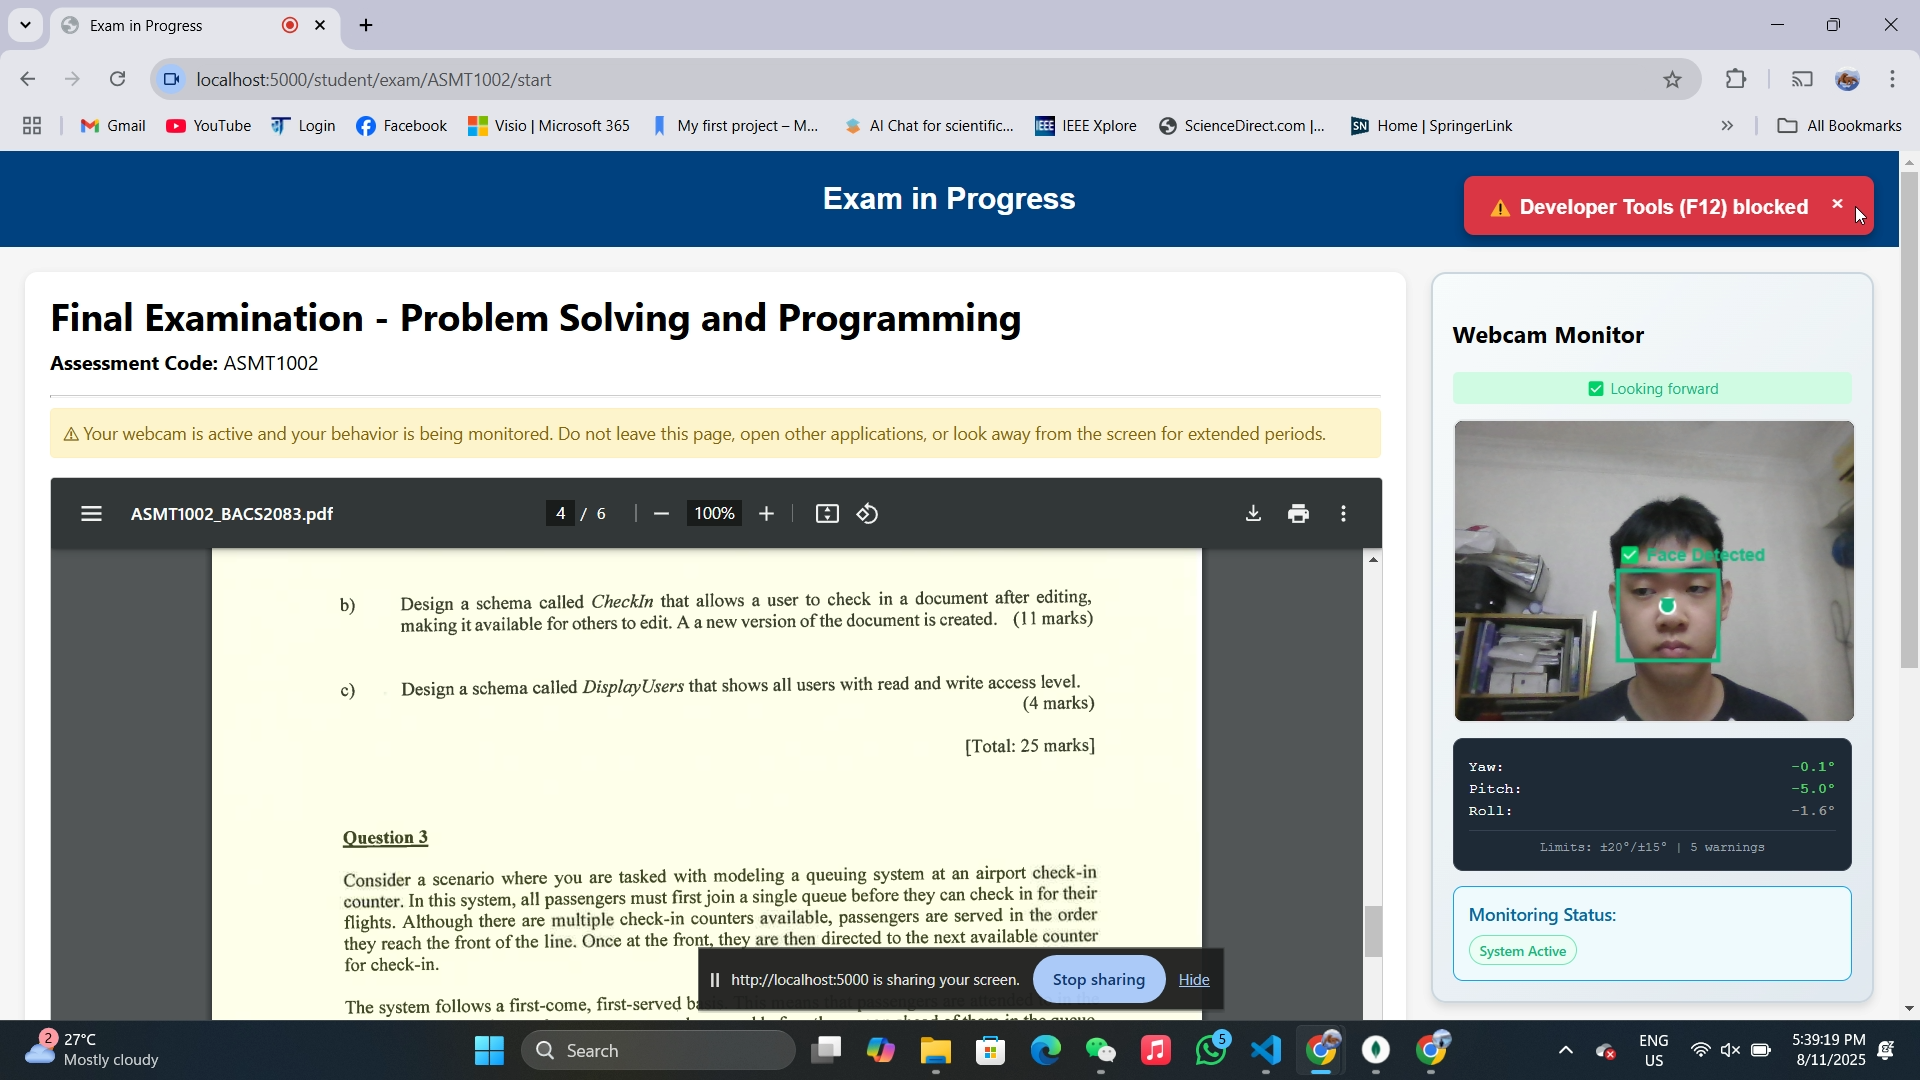 Exam in Progress
localhost:5000/student/exam/ASMT1002/start
Gmail
YouTube
Login
Facebook
Visio | Microsoft 365
My first project – M...
AI Chat for scientific...
IEEE
IEEE Xplore
ScienceDirect.com |...
SN
Home | SpringerLink
All Bookmarks
Exam in Progress
Developer Tools (F12) blocked ×
Final Examination - Problem Solving and Programming
Assessment Code: ASMT1002
⚠ Your webcam is active and your behavior is being monitored. Do not leave this page, open other applications, or look away from the screen for extended periods.
ASMT1002_BACS2083.pdf
4 / 6
100%
b) Design a schema called CheckIn that allows a user to check in a document after editing,
making it available for others to edit. A a new version of the document is created. (11 marks)
c) Design a schema called DisplayUsers that shows all users with read and write access level.
(4 marks)
[Total: 25 marks]
Question 3
Consider a scenario where you are tasked with modeling a queuing system at an airport check-in
counter. In this system, all passengers must first join a single queue before they can check in for their
flights. Although there are multiple check-in counters available, passengers are served in the order
they reach the front of the line. Once at the front, they are then directed to the next available counter
for check-in.
The system follows a first-come, first-served
http://localhost:5000 is sharing your screen.
Stop sharing
Hide
Webcam Monitor
Looking forward
Face Detected
Yaw: -0.1°
Pitch: -5.0°
Roll: -1.6°
Limits: ±20°/±15° | 5 warnings
Monitoring Status:
System Active
2
27°C
Mostly cloudy
Search
5
ENG
US
5:39:19 PM
8/11/2025